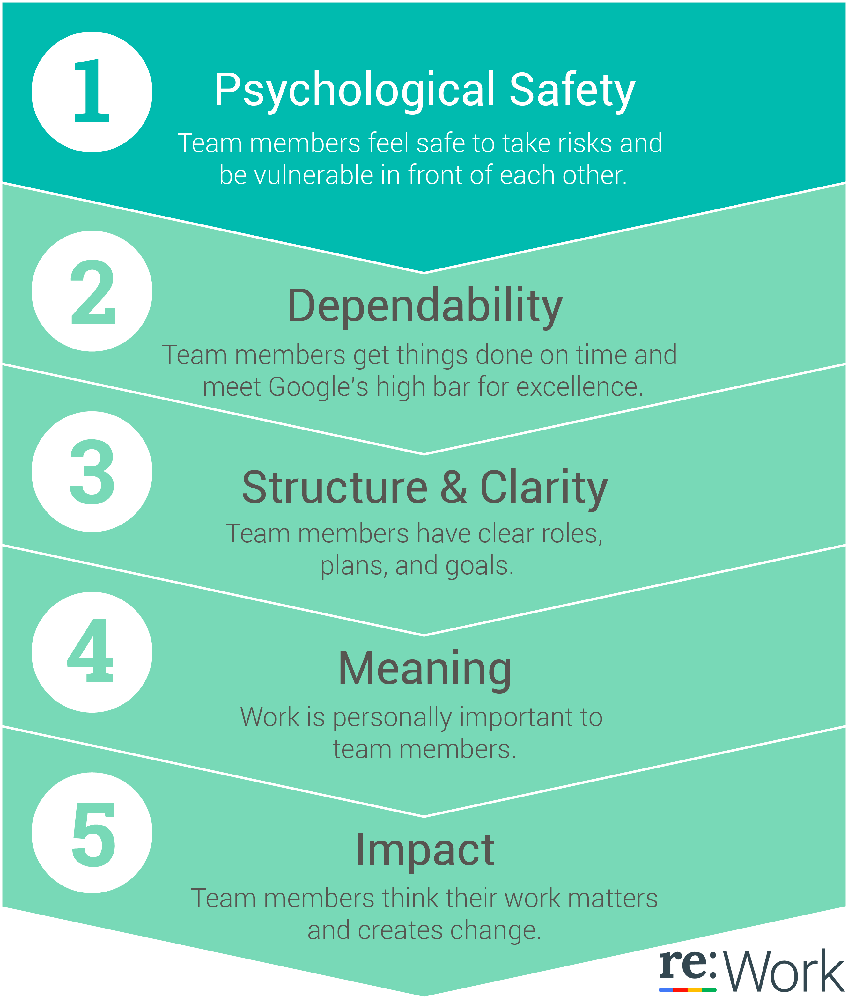 1
Psychological Safety
Team members feel safe to take risks and
be vulnerable in front of each other.
2
Dependability
Team members get things done on time and
meet Google's high bar for excellence.
3
Structure & Clarity
Team members have clear roles,
plans, and goals.
4
Meaning
Work is personally important to
team members.
5
Impact
Team members think their work matters
and creates change.
re:Work